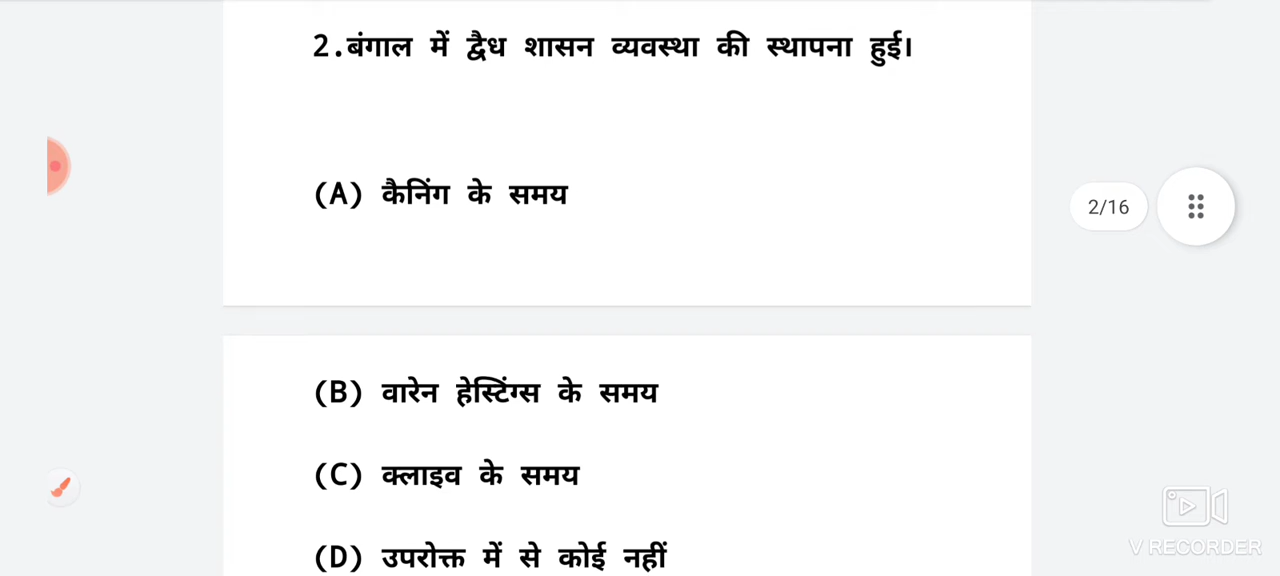 2.बंगाल में द्वैध शासन व्यवस्था की स्थापना हुई।
(A) कैनिंग के समय
2/16
(B) वारेन हेस्टिंग्स के समय
(C) क्लाइव के समय
(D) उपरोक्त में से कोई नहीं
V RECORDER